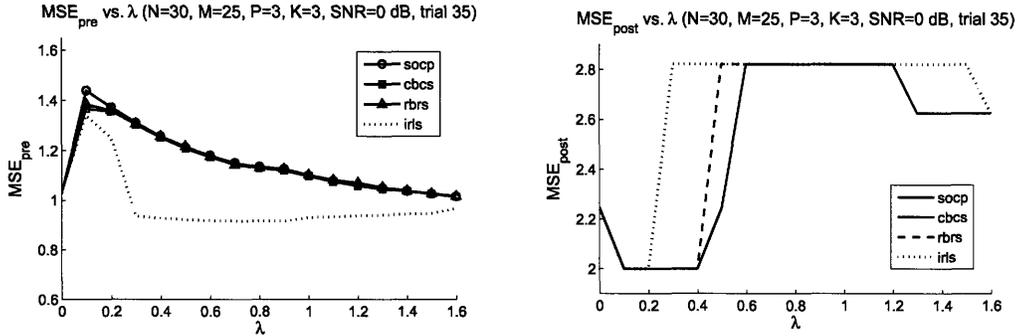 MSEpre vs. λ (N=30, M=25, P=3, K=3, SNR=0 dB, trial 35)
1.6
1.4
1.2
1
0.8
0.6
MSEpre
0 0.2 0.4 0.6 0.8 1 1.2 1.4 1.6
λ
socp
cbcs
rbrs
irls
MSEpost vs. λ (N=30, M=25, P=3, K=3, SNR=0 dB, trial 35)
2.8
2.6
2.4
2.2
2
MSEpost
0 0.2 0.4 0.6 0.8 1 1.2 1.4 1.6
λ
socp
cbcs
rbrs
irls